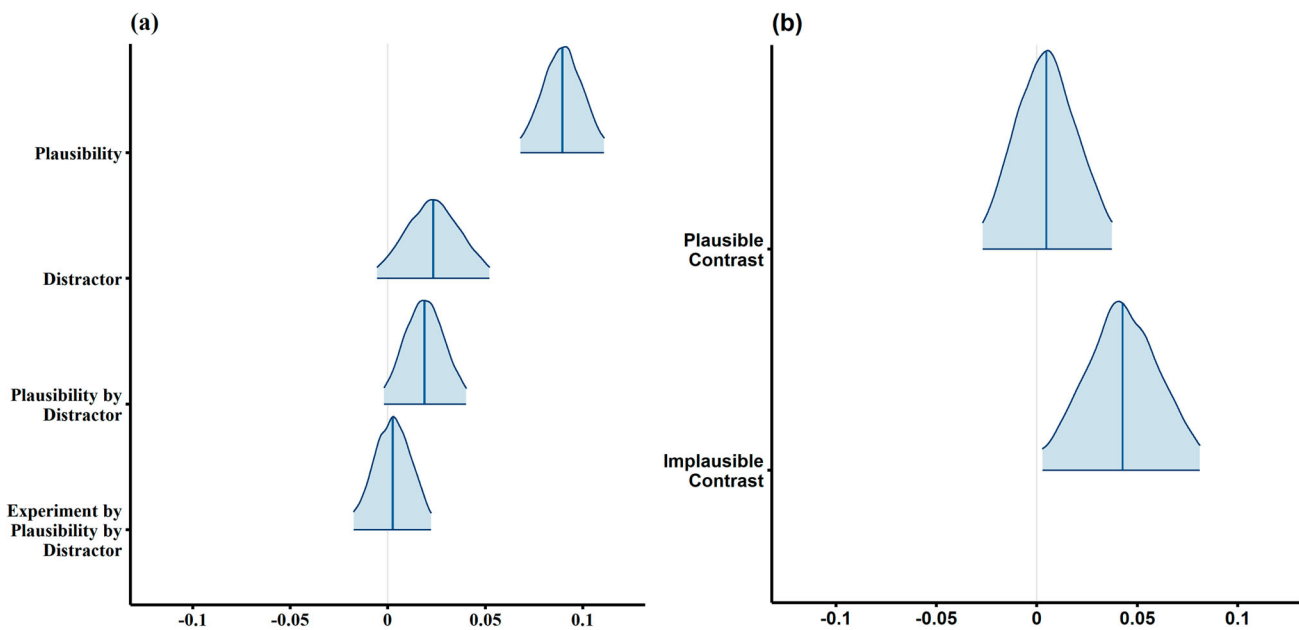 (a)
Plausibility
Distractor
Plausibility by
Distractor
Experiment by
Plausibility by
Distractor
-0.1 -0.05 0 0.05 0.1
(b)
Plausible
Contrast
Implausible
Contrast
-0.1 -0.05 0 0.05 0.1